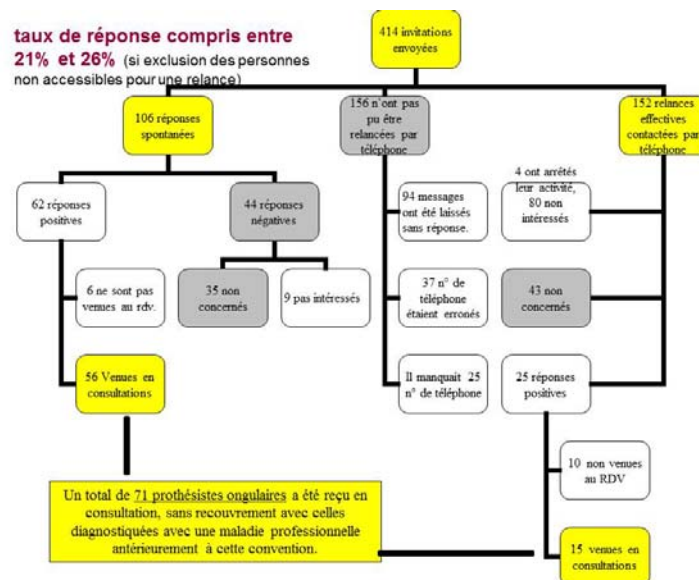 taux de réponse compris entre
21% et 26% (si exclusion des personnes
non accessibles pour une relance)
414 invitations
envoyées
106 réponses
spontanées
156 n'ont pas
pu être
relancées par
téléphone
152 relances
effectives
contactées par
téléphone
62 réponses
positives
44 réponses
négatives
94 messages
ont été laissés
sans réponse.
4 ont arrêtés
leur activité,
80 non
intéressés
6 ne sont pas
venues au rdv.
35 non
concernés
9 pas intéressés
37 n° de
téléphone
étaient erronés
43 non
concernés
56 Venues en
consultations
Il manquait 25
n° de téléphone
25 réponses
positives
10 non venues
au RDV
Un total de 71 prothésistes ongulaires a été reçu en
consultation, sans recouvrement avec celles
diagnostiquées avec une maladie professionnelle
antérieurement à cette convention.
15 venues en
consultations